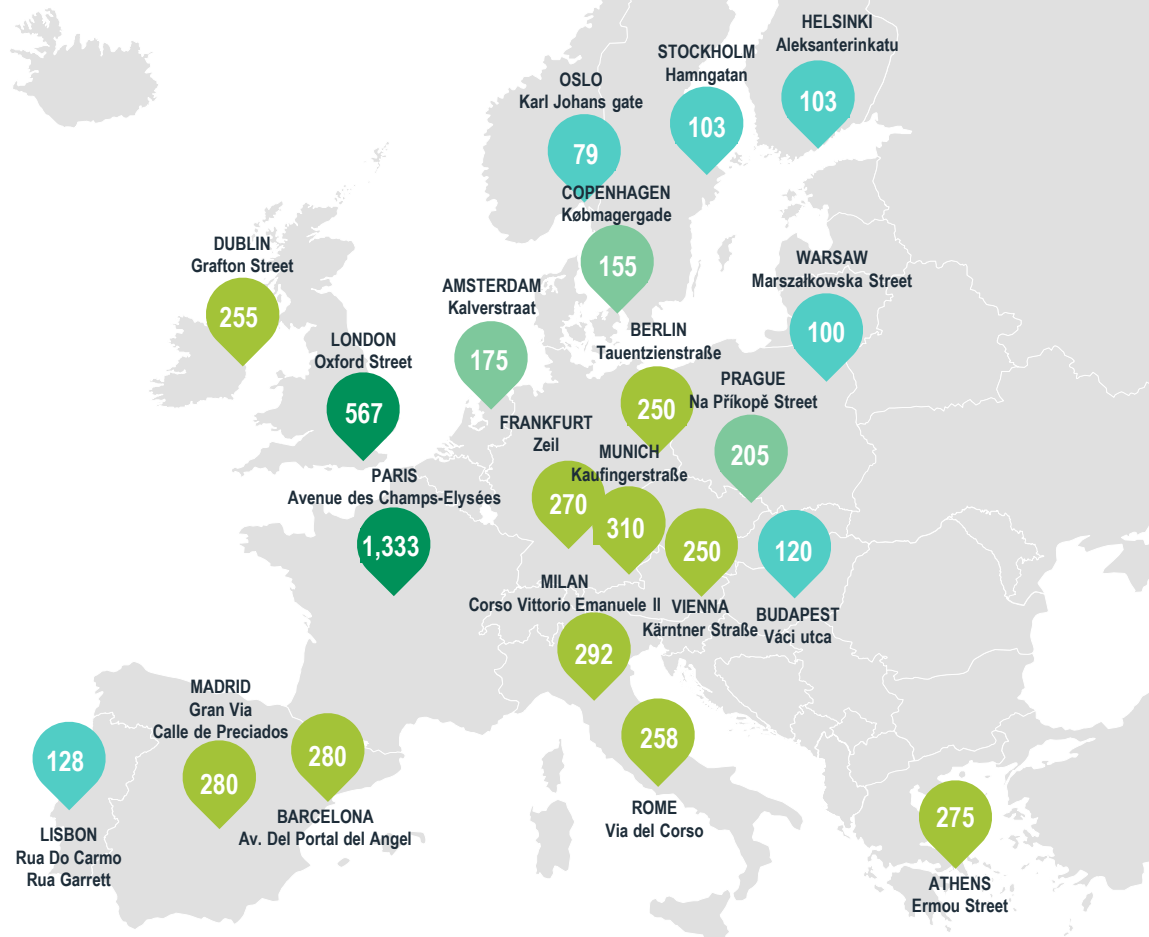 HELSINKI
Aleksanterinkatu
103
STOCKHOLM
Hamngatan
103
OSLO
Karl Johans gate
79
COPENHAGEN
Købmagergade
155
DUBLIN
Grafton Street
255
AMSTERDAM
Kalverstraat
175
WARSAW
Marszałkowska Street
100
LONDON
Oxford Street
567
BERLIN
Tauentzienstraße
250
PRAGUE
Na Příkopě Street
205
FRANKFURT
Zeil
270
MUNICH
Kaufingerstraße
310
PARIS
Avenue des Champs-Elysées
1,333
250
VIENNA
Kärntner Straße
120
BUDAPEST
Váci utca
MILAN
Corso Vittorio Emanuele II
292
MADRID
Gran Via
Calle de Preciados
280
280
BARCELONA
Av. Del Portal del Angel
128
LISBON
Rua Do Carmo
Rua Garrett
258
ROME
Via del Corso
275
ATHENS
Ermou Street